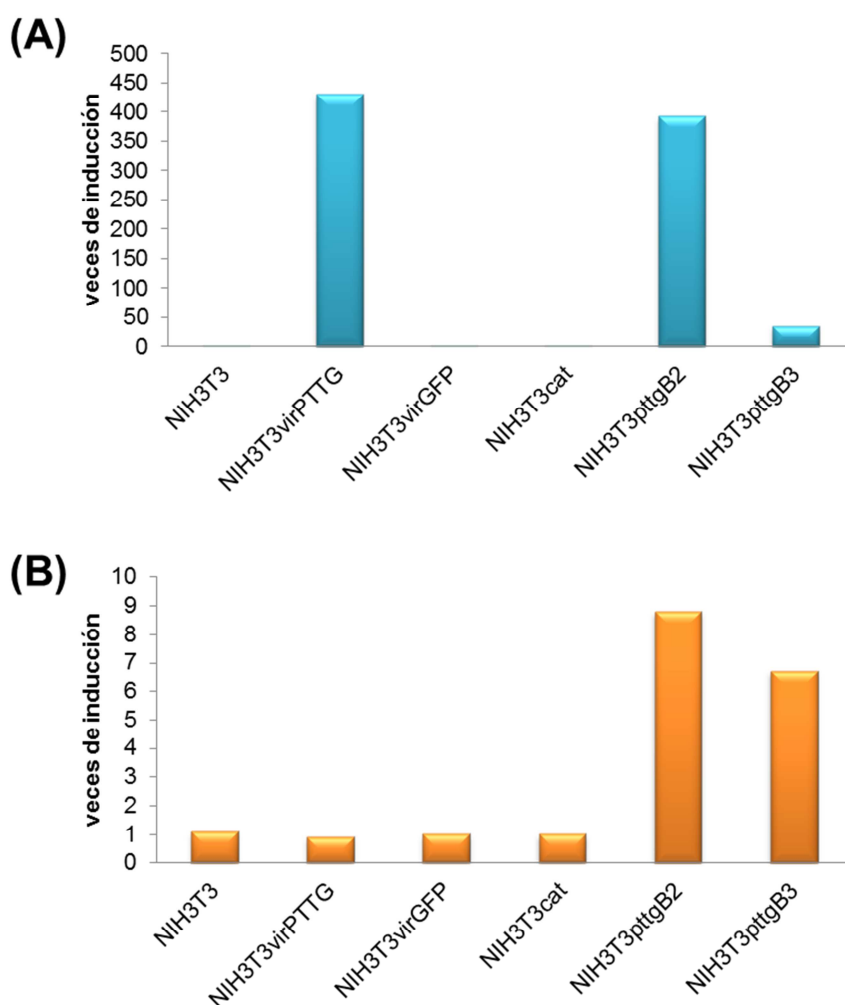 (A)
veces de inducción
500
450
400
350
300
250
200
150
100
50
0
NIH3T3
NIH3T3virPTTG
NIH3T3virGFP
NIH3T3cat
NIH3T3pttgB2
NIH3T3pttgB3
(B)
veces de inducción
10
9
8
7
6
5
4
3
2
1
0
NIH3T3
NIH3T3virPTTG
NIH3T3virGFP
NIH3T3cat
NIH3T3pttgB2
NIH3T3pttgB3